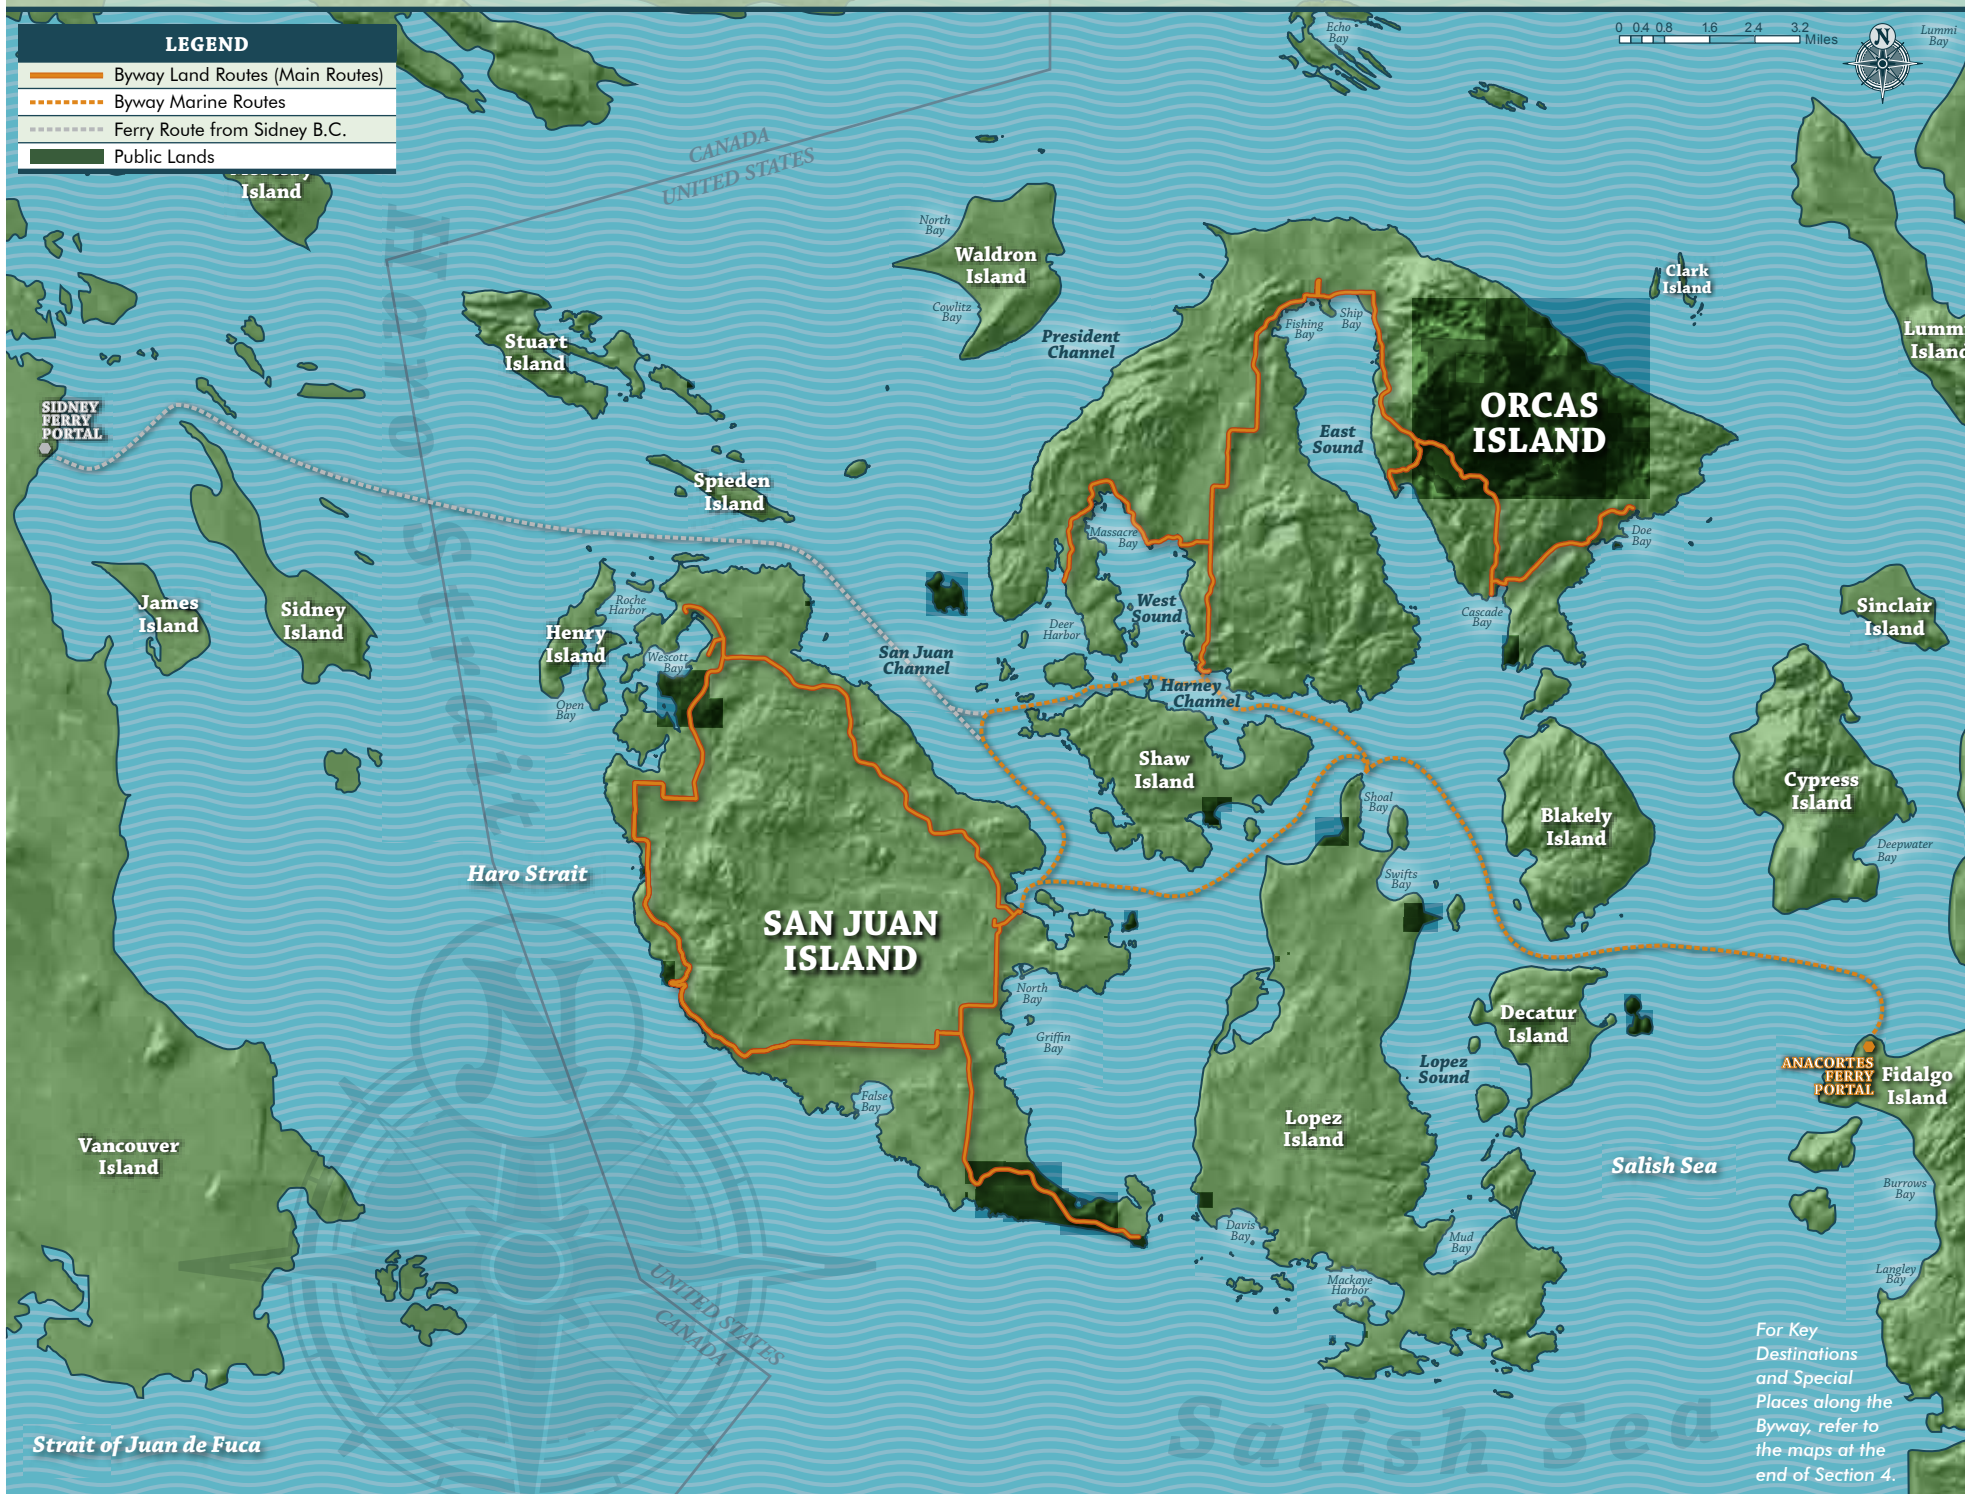 LEGEND
Byway Land Routes (Main Routes)
Byway Marine Routes
Ferry Route from Sidney B.C.
Public Lands
Island
Echo
Bay
0 0.4 0.8 1.6 2.4 3.2
Miles
N
Lummi
Bay
CANADA
UNITED STATES
Haro Strait
North
Bay
Waldron
Island
Cowlitz
Bay
President
Channel
Clark
Island
Stuart
Island
Fishing
Bay
Ship
Bay
Island
SIDNEY
FERRY
PORTAL
ORCAS
ISLAND
East
Sound
Spieden
Island
Massacre
Bay
Doe
Bay
James
Island
Sidney
Island
Roche
Harbor
Henry
Island
Wescott
Bay
Open
Bay
San Juan
Channel
Deer
Harbor
West
Sound
Cascade
Bay
Sinclair
Island
Harney
Channel
Shaw
Island
Shoal
Bay
Blakely
Island
Cypress
Island
Deepwater
Bay
Haro Strait
Swifts
Bay
SAN JUAN
ISLAND
North
Bay
Griffin
Bay
Decatur
Island
Lopez
Sound
ANACORTES
FERRY
PORTAL
Fidalgo
Island
False
Bay
Lopez
Island
Vancouver
Island
Salish Sea
Burrows
Bay
Davis
Bay
Mud
Bay
Mackaye
Harbor
Langley
Bay
N
UNITED STATES
CANADA
For Key
Destinations
and Special
Places along the
Byway, refer to
the maps at the
end of Section 4.
Strait of Juan de Fuca
Salish Sea